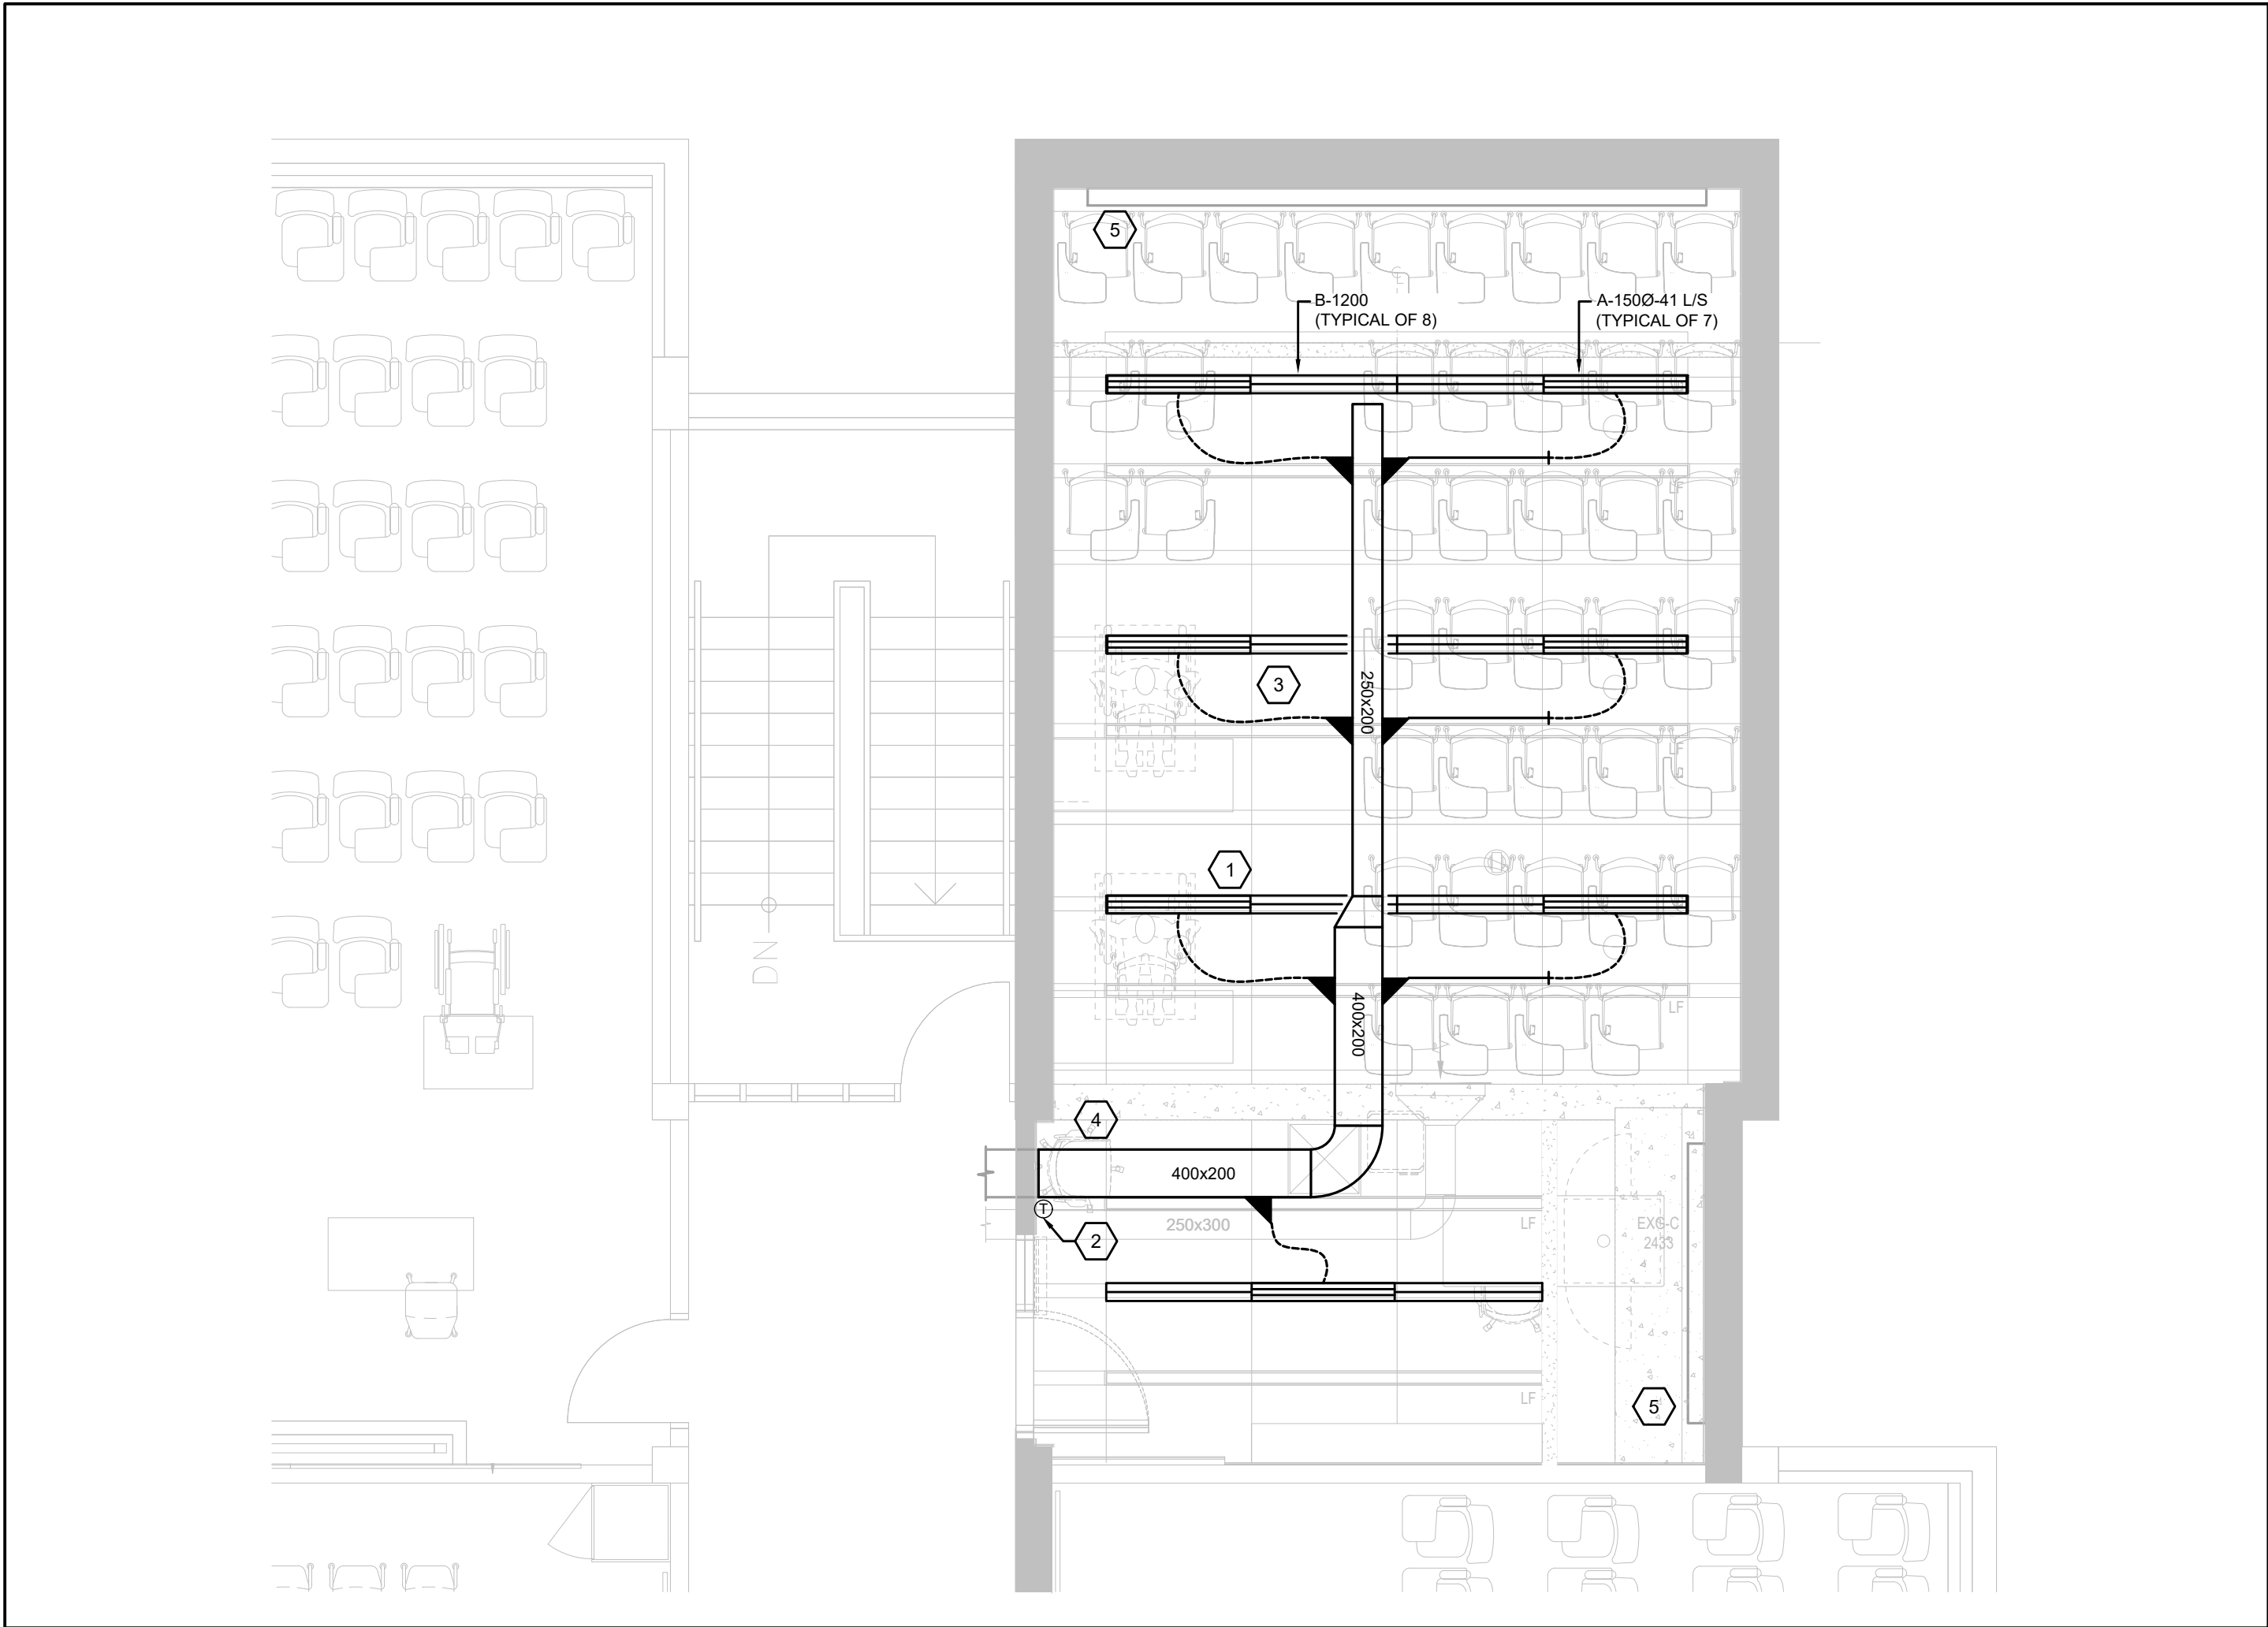 5
B-1200
(TYPICAL OF 8)
A-150Ø-41 L/S
(TYPICAL OF 7)
LF
3
250x200
LF
1
DN
400x200
LF
4
400x200
T
2
250x300
LF
EXG-C
2433
LF
5